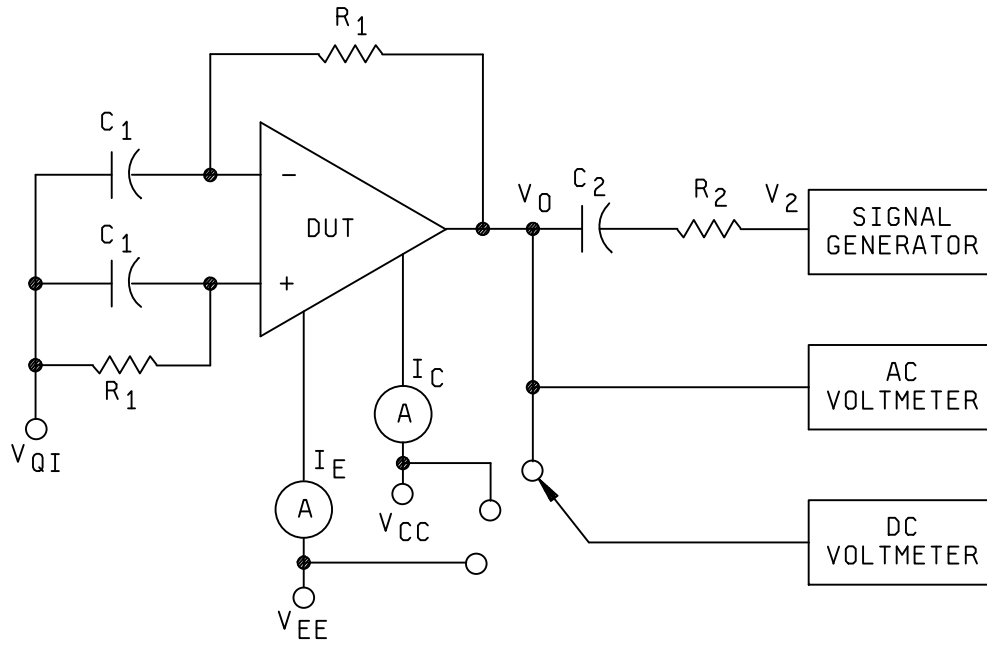 R1
C1
−
DUT
VO
C2
R2
V2
SIGNAL
GENERATOR
C1
+
R1
VQI
IC
A
AC
VOLTMETER
IE
A
VCC
DC
VOLTMETER
VEE